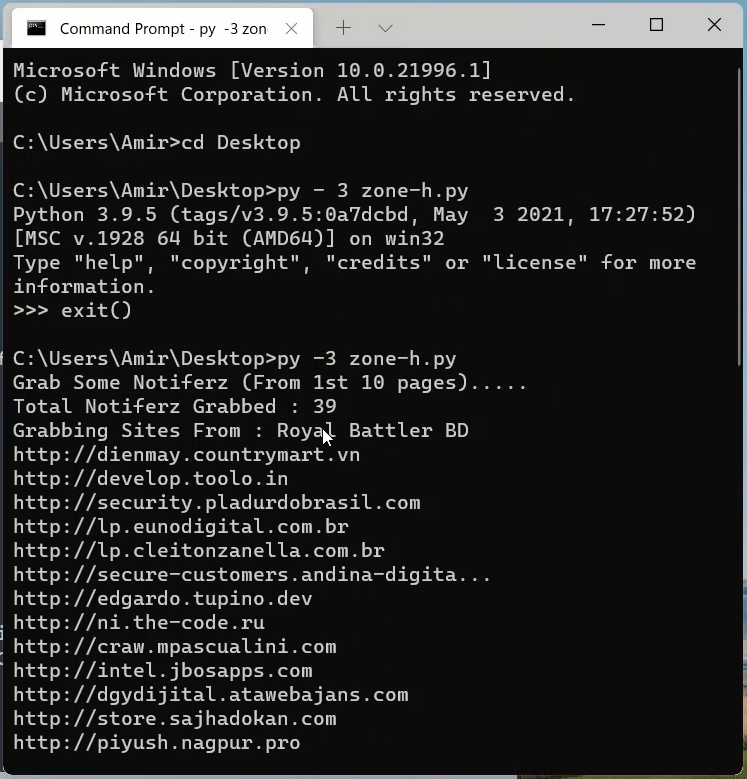 Command Prompt - py -3 zon
Microsoft Windows [Version 10.0.21996.1]
(c) Microsoft Corporation. All rights reserved.
C:\Users\Amir>cd Desktop
C:\Users\Amir\Desktop>py - 3 zone-h.py
Python 3.9.5 (tags/v3.9.5:0a7dcbd, May  3 2021, 17:27:52)
[MSC v.1928 64 bit (AMD64)] on win32
Type "help", "copyright", "credits" or "license" for more
information.
>>> exit()
C:\Users\Amir\Desktop>py -3 zone-h.py
Grab Some Notiferz (From 1st 10 pages).....
Total Notiferz Grabbed : 39
Grabbing Sites From : Royal Battler BD
http://dienmay.countrymart.vn
http://develop.toolo.in
http://security.pladurdobrasil.com
http://lp.eunodigital.com.br
http://lp.cleitonzanella.com.br
http://secure-customers.andina-digita...
http://edgardo.tupino.dev
http://ni.the-code.ru
http://craw.mpascualini.com
http://intel.jbosapps.com
http://dgydijital.atawebajans.com
http://store.sajhadokan.com
http://piyush.nagpur.pro